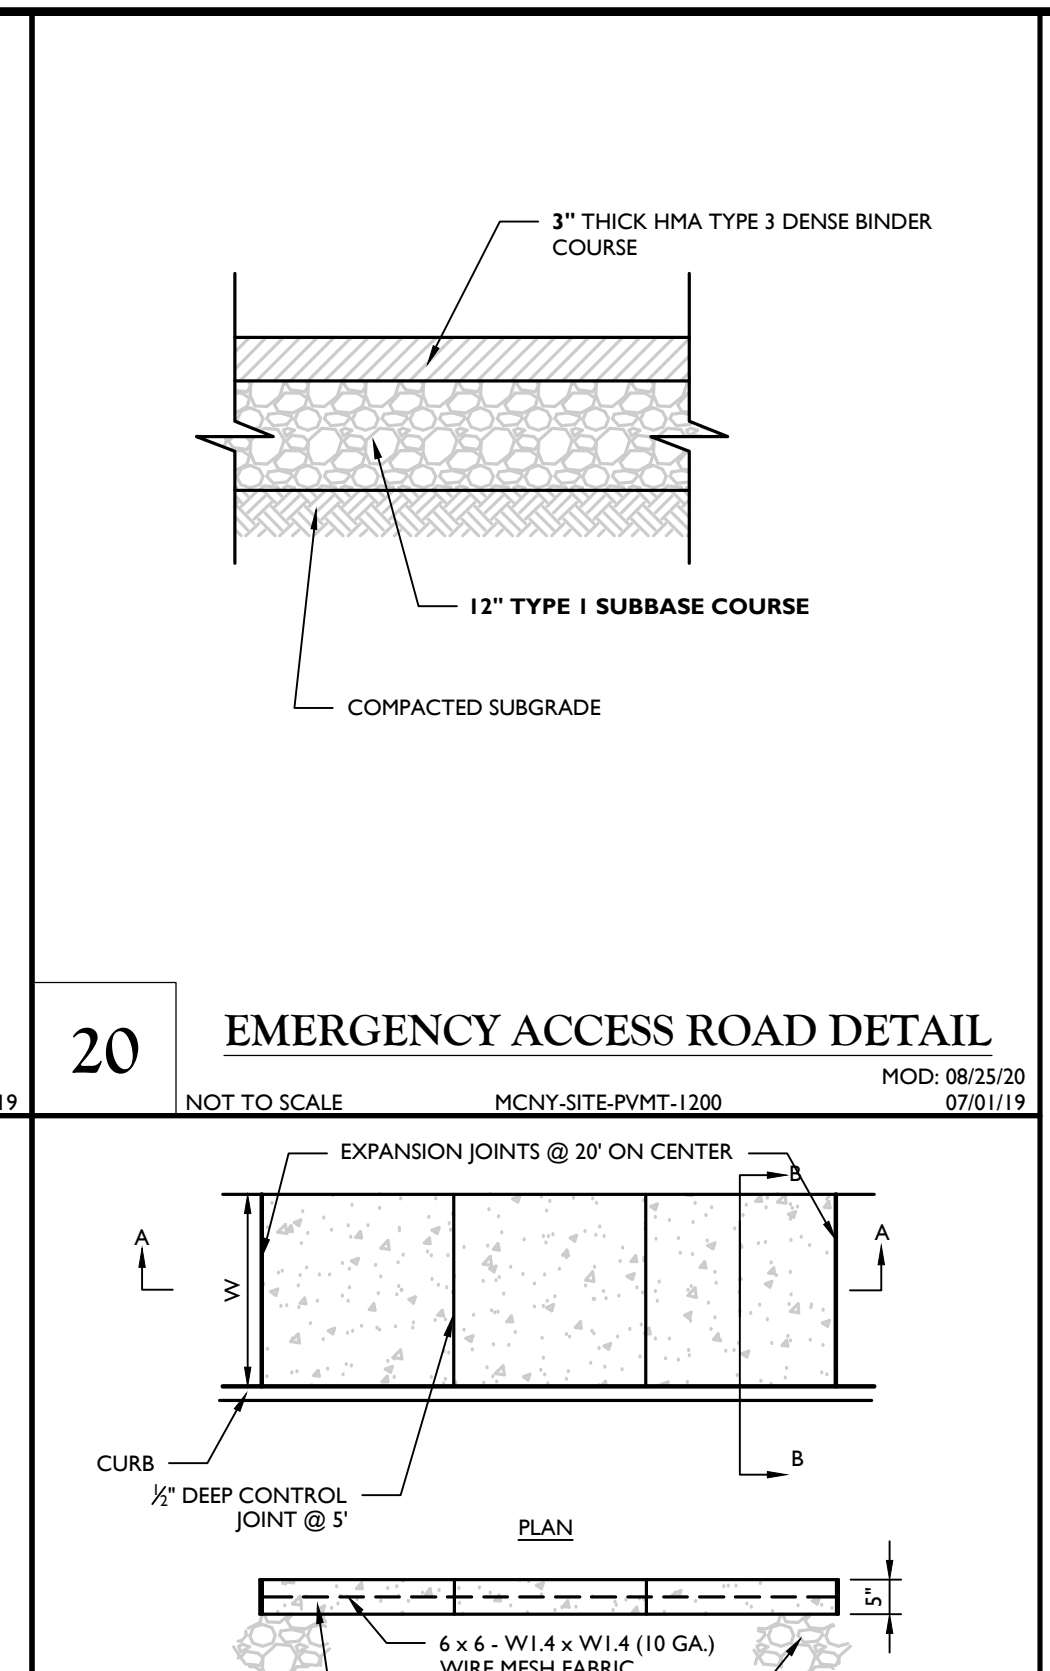 3" THICK HMA TYPE 3 DENSE BINDER
COURSE
12" TYPE 1 SUBBASE COURSE
COMPACTED SUBGRADE
20
EMERGENCY ACCESS ROAD DETAIL
MOD: 08/25/20
19
NOT TO SCALE
MCNY-SITE-PVMT-1200
07/01/19
EXPANSION JOINTS @ 20' ON CENTER
B
A
A
W
CURB
B
½" DEEP CONTROL
JOINT @ 5'
PLAN
5"
6 x 6 - W1.4 x W1.4 (10 GA.)
WIRE MESH FABRIC